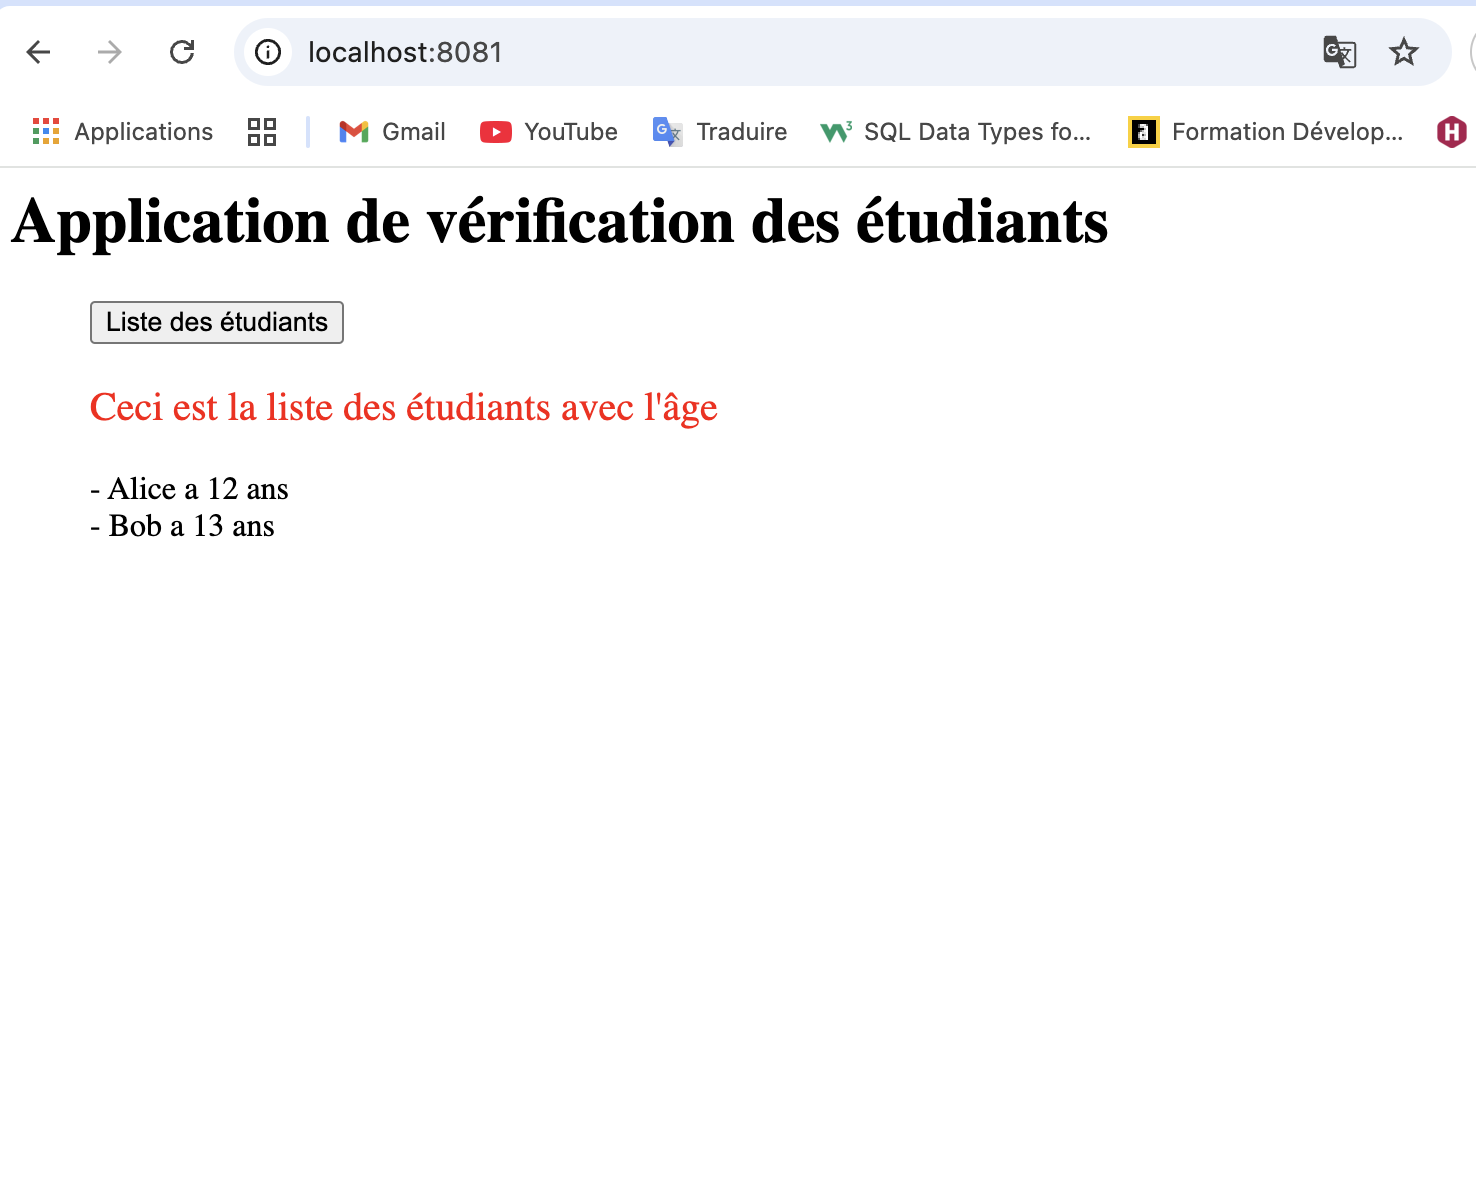 localhost:8081
Applications Gmail YouTube Traduire SQL Data Types fo... Formation Dévelop...
Application de vérification des étudiants
Liste des étudiants
Ceci est la liste des étudiants avec l'âge
- Alice a 12 ans
- Bob a 13 ans